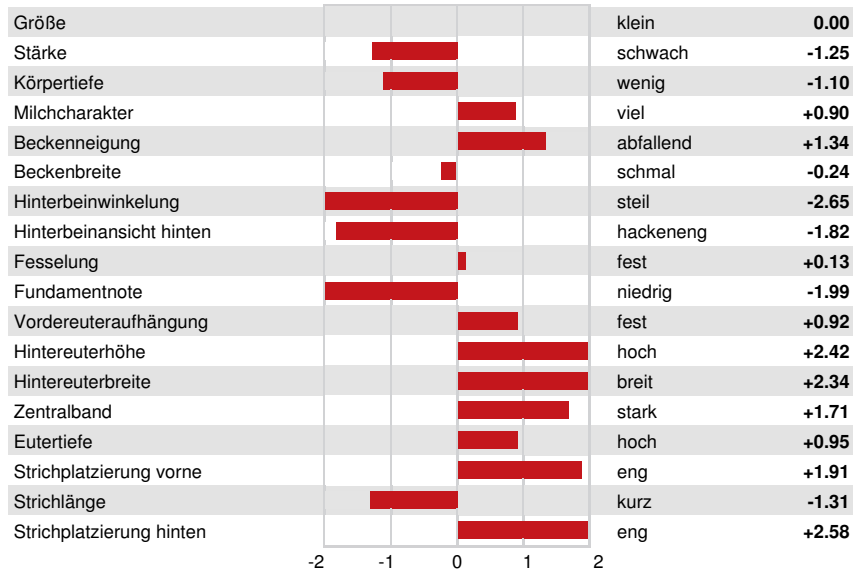 Größe klein 0.00
Stärke schwach -1.25
Körpertiefe wenig -1.10
Milchcharakter viel +0.90
Beckenneigung abfallend +1.34
Beckenbreite schmal -0.24
Hinterbeinwinkelung steil -2.65
Hinterbeinansicht hinten hackeneng -1.82
Fesselung fest +0.13
Fundamentnote niedrig -1.99
Vordereuteraufhängung fest +0.92
Hintereuterhöhe hoch +2.42
Hintereuterbreite breit +2.34
Zentralband stark +1.71
Eutertiefe hoch +0.95
Strichplatzierung vorne eng +1.91
Strichlänge kurz -1.31
Strichplatzierung hinten eng +2.58
-2 -1 0 1 2